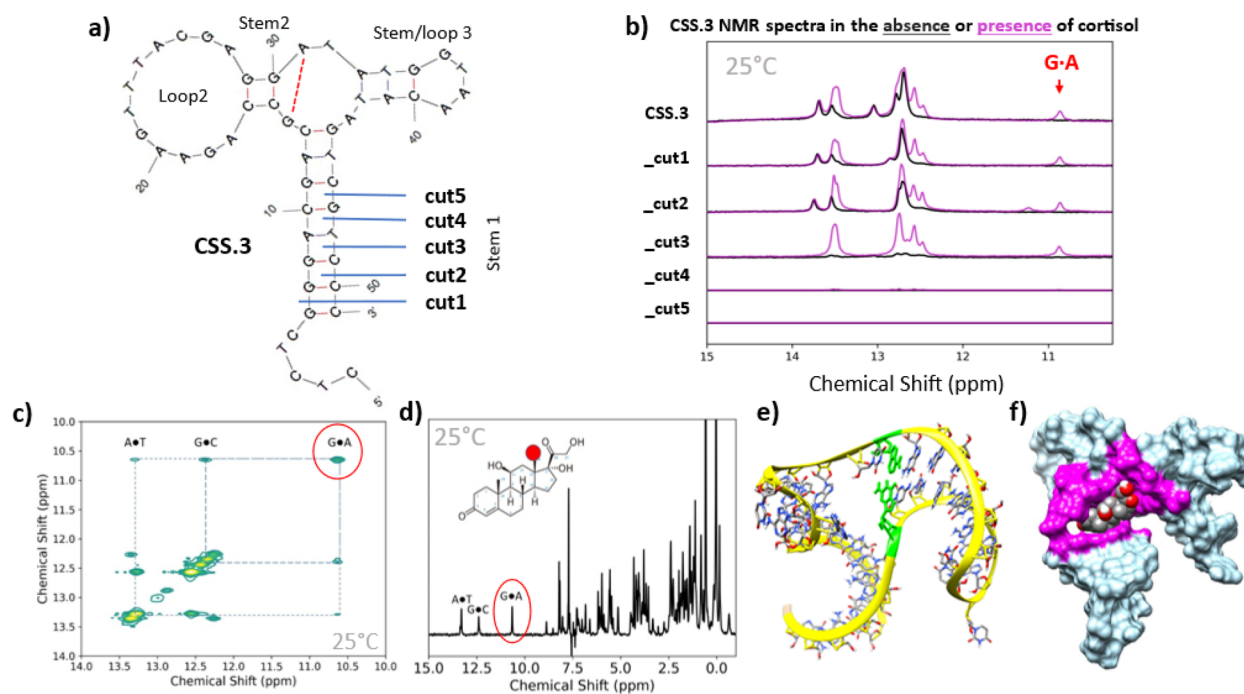 a)
Stem2
Stem/loop 3
Loop2
30
20
10
40
50
3'
5'
CSS.3
Stem 1
cut5
cut4
cut3
cut2
cut1
b) CSS.3 NMR spectra in the absence or presence of cortisol
25°C
G·A
CSS.3
_cut1
_cut2
_cut3
_cut4
_cut5
15 14 13 12 11
Chemical Shift (ppm)
c)
10.0
10.5
11.0
11.5
12.0
12.5
13.0
13.5
14.0
Chemical Shift (ppm)
A●T G●C G●A
25°C
14.0 13.5 13.0 12.5 12.0 11.5 11.0 10.5 10.0
Chemical Shift (ppm)
d)
25°C
O OH
HO OH
H
H H
O
A●T
G●C
G●A
15.0 12.5 10.0 7.5 5.0 2.5 0.0
Chemical Shift (ppm)
e)
f)